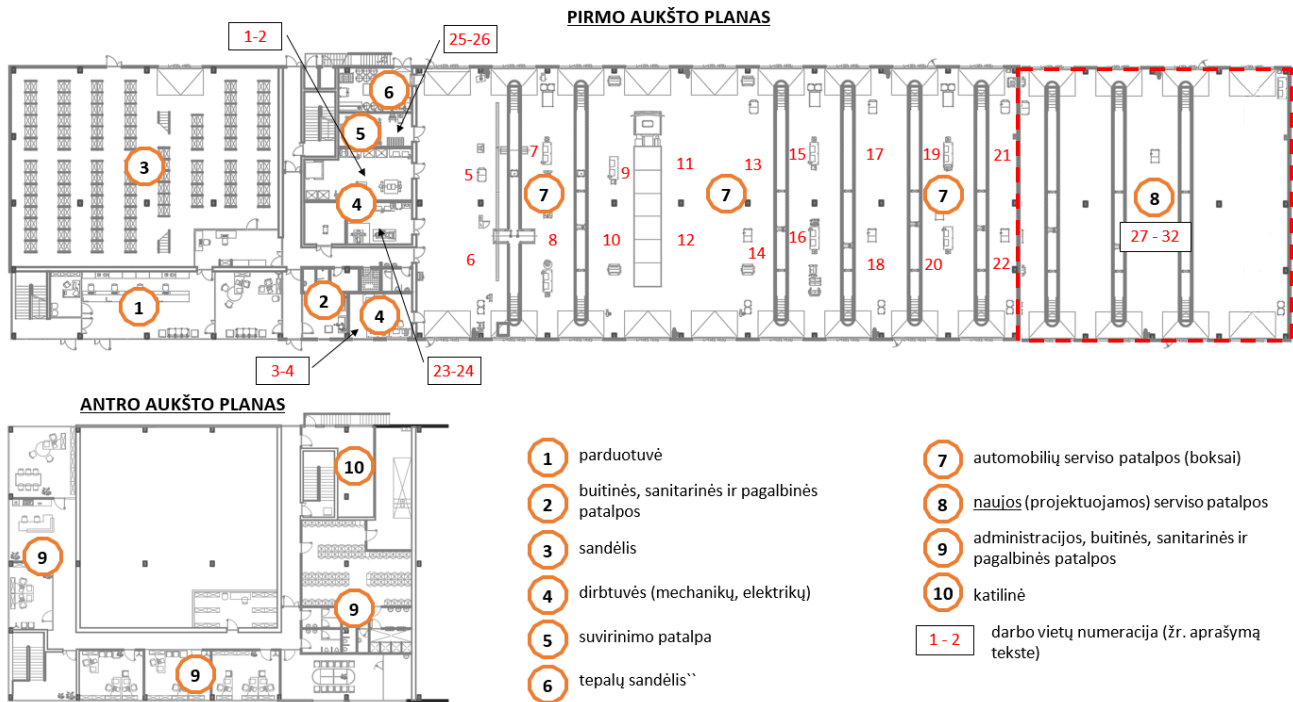 PIRMO AUKŠTO PLANAS
1-2
25-26
6
5
3
4
7
5
7
9
11
13
15
17
19
21
7
7
7
8
27 - 32
6
8
10
12
14
16
18
20
22
1
2
4
3-4
23-24
ANTRO AUKŠTO PLANAS
10
9
9
9
1 parduotuvė
2 buitinės, sanitarinės ir pagalbinės
patalpos
3 sandėlis
4 dirbtuvės (mechanikų, elektrikų)
5 suvirinimo patalpa
6 tepalų sandėlis``
7 automobilių serviso patalpos (boksai)
8 naujos (projektuojamos) serviso patalpos
9 administracijos, buitinės, sanitarinės ir
pagalbinės patalpos
10 katilinė
1 - 2 darbo vietų numeracija (žr. aprašymą
tekste)